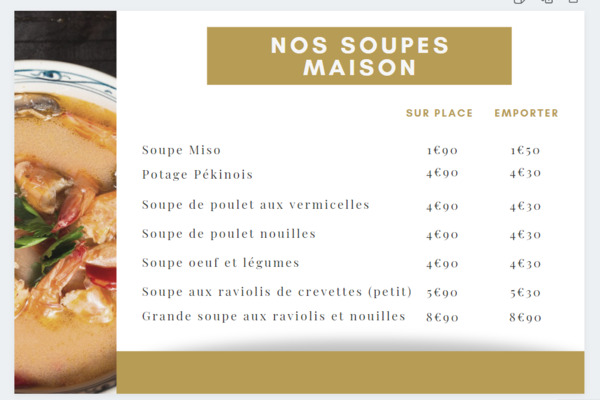 NOS SOUPES
MAISON
SUR PLACE EMPORTER
Soupe Miso 1€90 1€50
Potage Pékinois 4€90 4€30
Soupe de poulet aux vermicelles 4€90 4€30
Soupe de poulet nouilles 4€90 4€30
Soupe oeuf et légumes 4€90 4€30
Soupe aux raviolis de crevettes (petit) 5€90 5€30
Grande soupe aux raviolis et nouilles 8€90 8€90